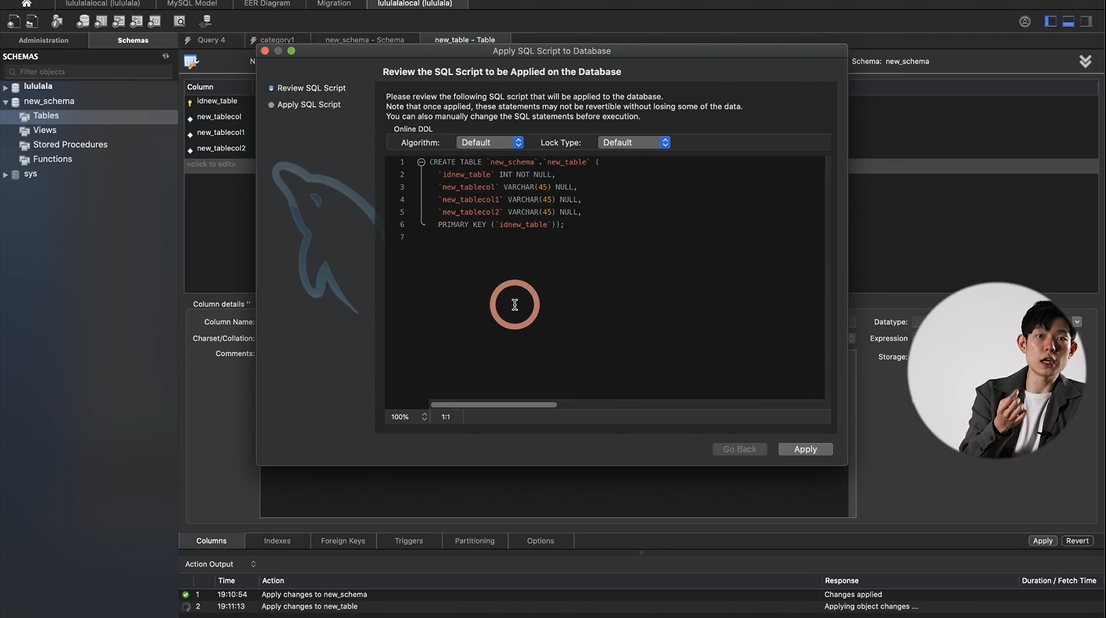 lululalalocal (lululala)
MySQL Model
EER Diagram
Migration
lululalalocal (lululala)
Administration
Schemas
Query 4
category1
new_schema - Schema
new_table - Table
SCHEMAS
Filter objects
lululala
new_schema
Tables
Views
Stored Procedures
Functions
sys
Column
idnew_table
new_tablecol
new_tablecol1
new_tablecol2
<click to edit>
Schema: new_schema
Apply SQL Script to Database
Review SQL Script
Apply SQL Script
Review the SQL Script to be Applied on the Database
Please review the following SQL script that will be applied to the database.
Note that once applied, these statements may not be revertible without losing some of the data.
You can also manually change the SQL statements before execution.
Online DDL
Algorithm: Default Lock Type: Default
1 CREATE TABLE `new_schema`.`new_table` (
2 `idnew_table` INT NOT NULL,
3 `new_tablecol` VARCHAR(45) NULL,
4 `new_tablecol1` VARCHAR(45) NULL,
5 `new_tablecol2` VARCHAR(45) NULL,
6 PRIMARY KEY (`idnew_table`));
7
100% 1:1
Go Back Apply
Column details ''
Column Name:
Charset/Collation:
Comments:
Datatype:
Expression
Storage:
Columns Indexes Foreign Keys Triggers Partitioning Options
Apply Revert
Action Output
Time Action Response Duration / Fetch Time
1 19:10:54 Apply changes to new_schema Changes applied
2 19:11:13 Apply changes to new_table Applying object changes ...